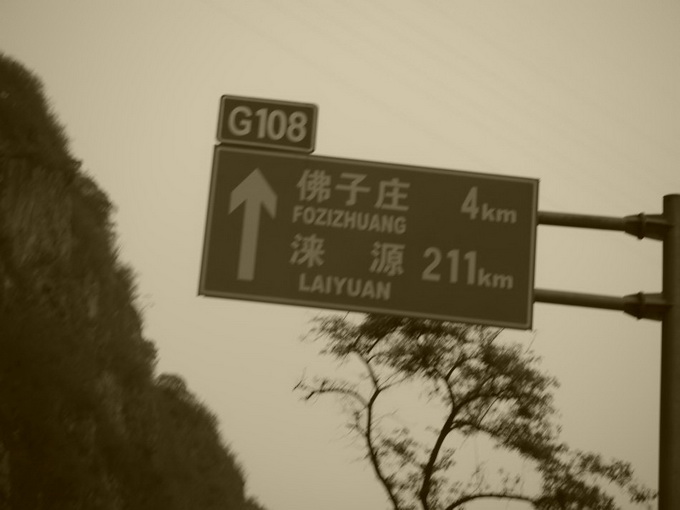 G108
佛子庄 4km
FOZIZHUANG
涞 源 211km
LAIYUAN